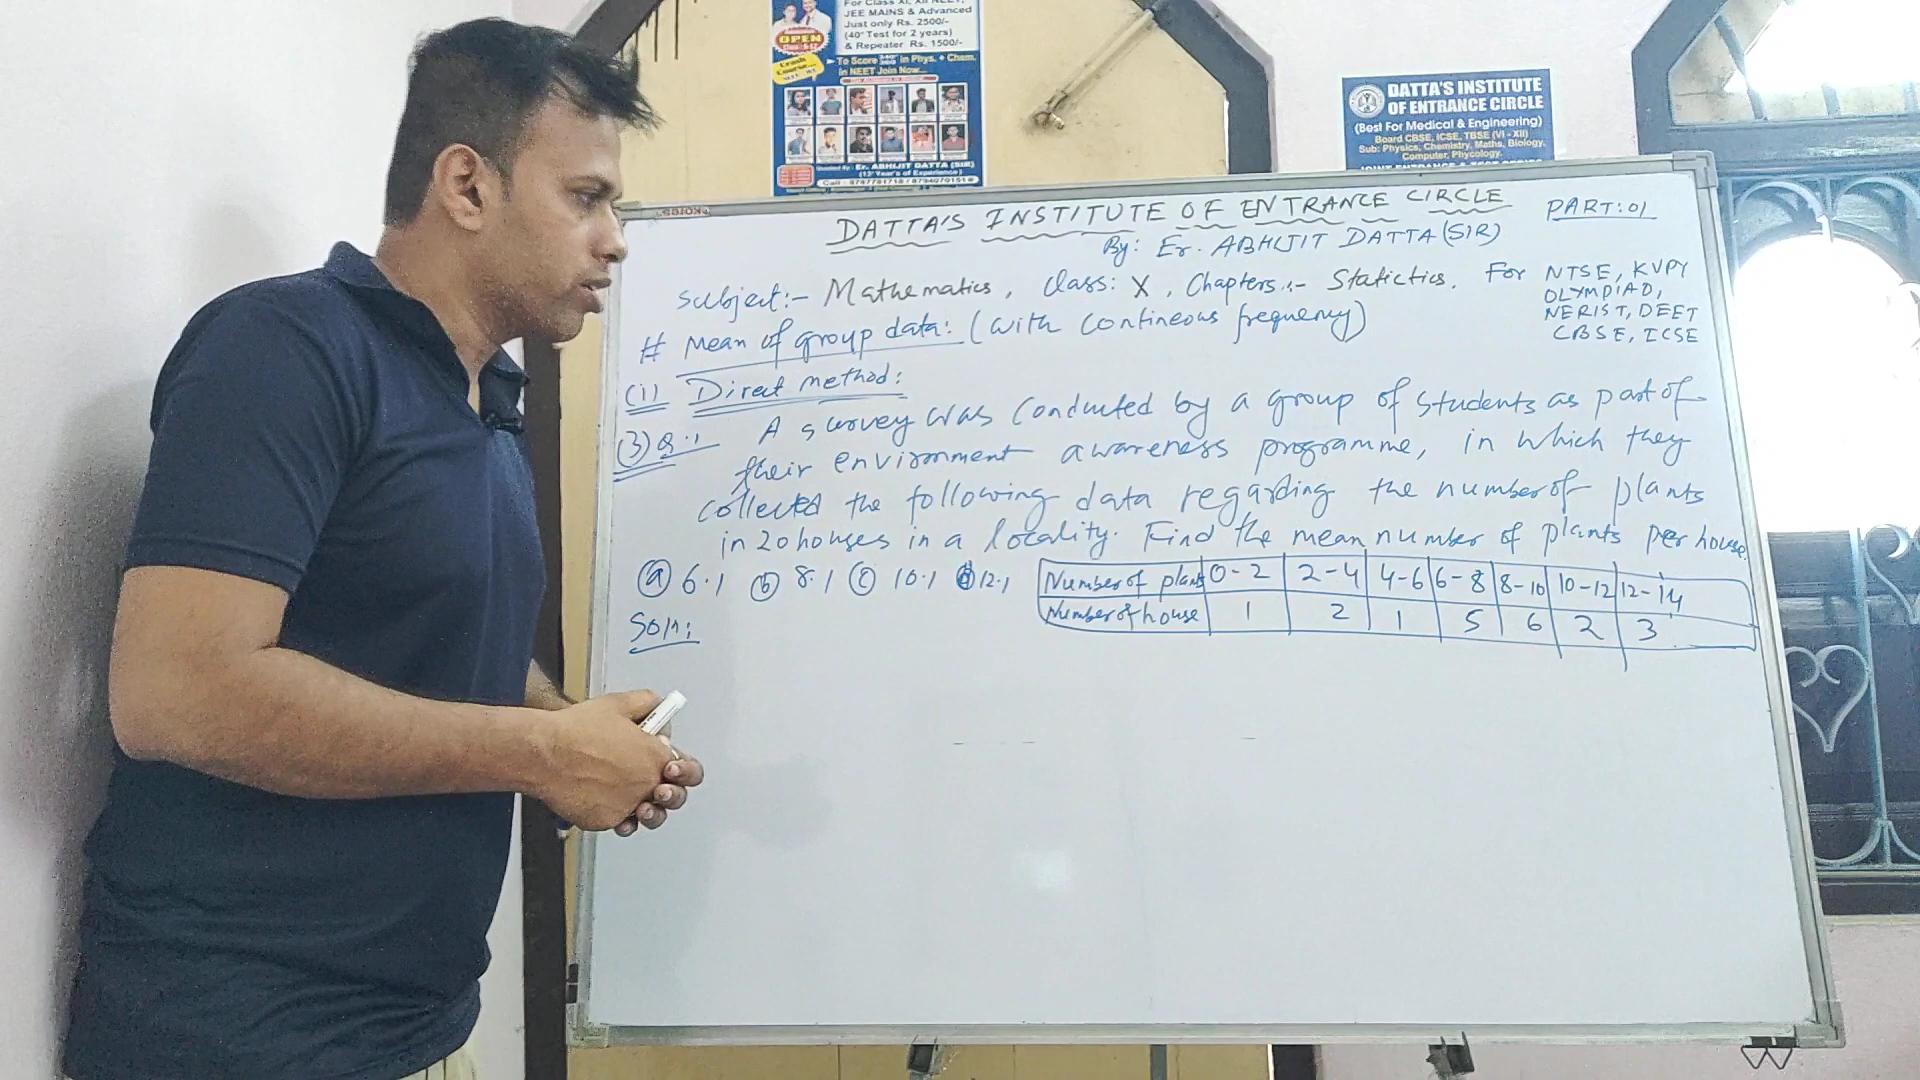 For Class XI, XII NEET,
JEE MAINS & Advanced
Just only Rs. 2500/-
(40+ Test for 2 years)
& Repeater Rs. 1500/-
OPEN
Crash
Course...
To Score in Phys. + Chem.
in NEET Join Now...
Er. ABHIJIT DATTA (SIR)
(13+ Year's of Experience)
DATTA'S INSTITUTE
OF ENTRANCE CIRCLE
(Best For Medical & Engineering)
Board CBSE, ICSE, TBSE (VI - XII)
Sub: Physics, Chemistry, Maths, Biology,
Computer, Phycology.
DATTA'S INSTITUTE OF ENTRANCE CIRCLE PART:01
By: Er. ABHIJIT DATTA (SIR)
Subject:- Mathematics, Class: X, Chapters:- Statictics. For NTSE, KVPY
OLYMPIAD,
NERIST, DEET
CBSE, ICSE
# Mean of group data: (with contineous frequency)
(i) Direct method:
(3) Q.1 A survey was conducted by a group of students as part of
their environment awareness programme, in which they
collected the following data regarding the number of plants
in 20 houses in a locality. Find the mean number of plants per house.
(a) 6.1 (b) 8.1 (c) 10.1 (d) 12.1
Number of plant 0-2 2-4 4-6 6-8 8-10 10-12 12-14
Number of house 1 2 1 5 6 2 3
Soln: